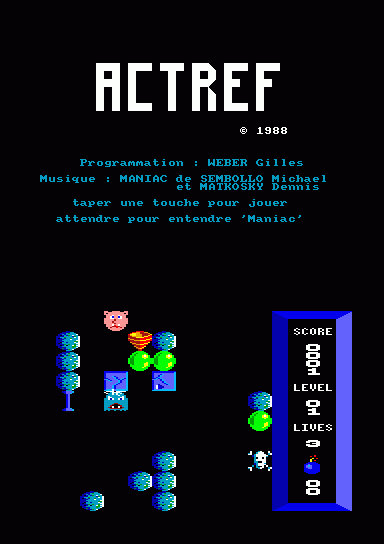 ACTREF
© 1988
Programmation : WEBER Gilles
Musique : MANIAC de SEMBOLLO Michael
et MATKOSKY Dennis
taper une touche pour jouer
attendre pour entendre 'Maniac'
SCORE
0001
LEVEL
01
LIVES
3
00